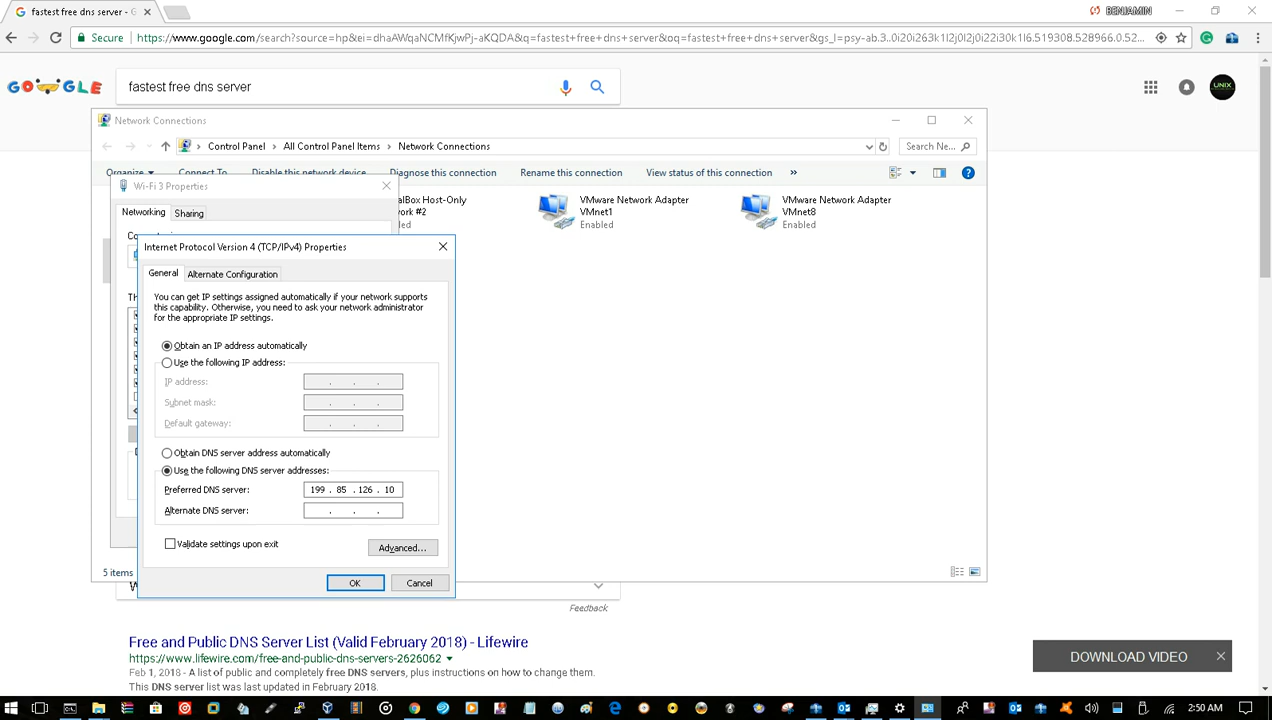 fastest free dns server - G
BENJAMIN
Secure
https://www.google.com/search?source=hp&ei=dhaAWqaNCMfKjwPj-aKQDA&q=fastest+free+dns+server&oq=fastest+free+dns+server&gs_l=psy-ab.3..0i20i263k1l2j0l2j0i22i30k1l6.519308.528966.0.52...
GOOGLE
fastest free dns server
UNIX
Network Connections
Control Panel
All Control Panel Items
Network Connections
Search Ne...
Organize
Connect To
Disable this network device
Diagnose this connection
Rename this connection
View status of this connection
»
Wi-Fi 3 Properties
Networking
Sharing
alBox Host-Only
ork #2
led
VMware Network Adapter
VMnet1
Enabled
VMware Network Adapter
VMnet8
Enabled
Internet Protocol Version 4 (TCP/IPv4) Properties
General
Alternate Configuration
You can get IP settings assigned automatically if your network supports
this capability. Otherwise, you need to ask your network administrator
for the appropriate IP settings.
Obtain an IP address automatically
Use the following IP address:
IP address:
Subnet mask:
Default gateway:
Obtain DNS server address automatically
Use the following DNS server addresses:
Preferred DNS server: 199 . 85 . 126 . 10
Alternate DNS server:
Validate settings upon exit
Advanced...
OK
Cancel
5 items
Feedback
Free and Public DNS Server List (Valid February 2018) - Lifewire
https://www.lifewire.com/free-and-public-dns-servers-2626062
Feb 1, 2018 - A list of public and completely free DNS servers, plus instructions on how to change them.
This DNS server list was last updated in February 2018.
DOWNLOAD VIDEO
2:50 AM